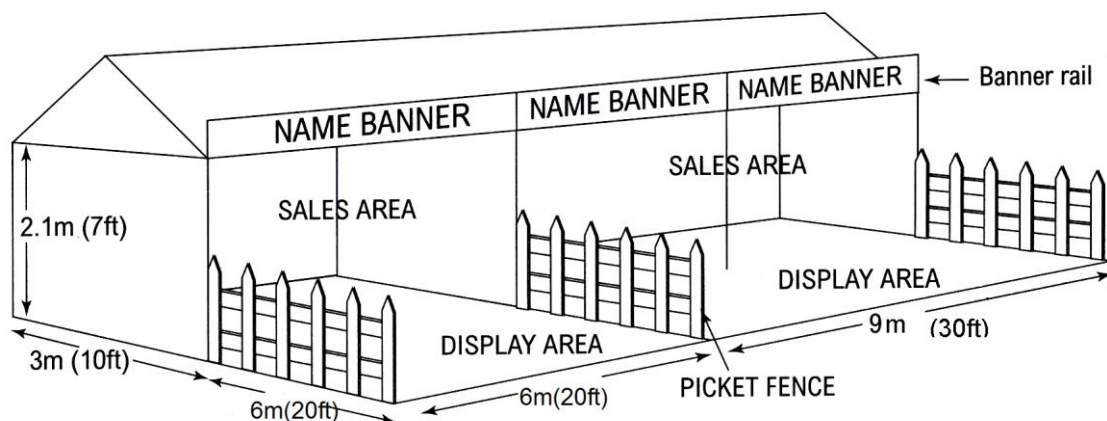 NAME BANNER
NAME BANNER
NAME BANNER
Banner rail
SALES AREA
SALES AREA
2.1m (7ft)
DISPLAY AREA
DISPLAY AREA
3m (10ft)
6m(20ft)
6m(20ft)
9m (30ft)
PICKET FENCE